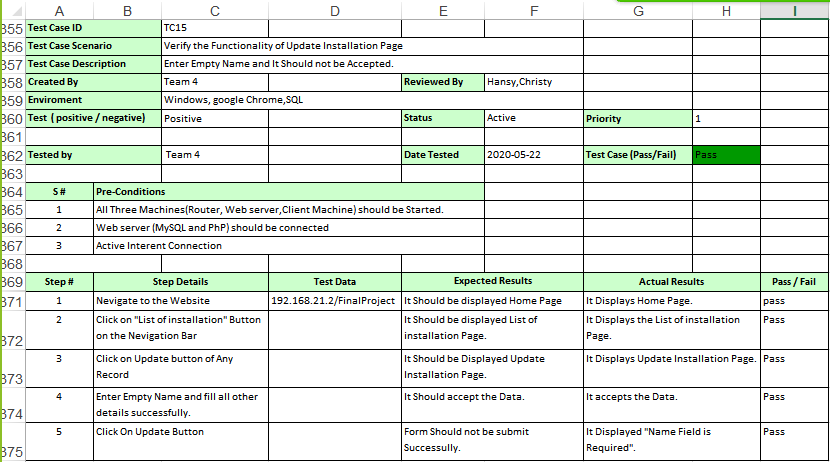 A B C D E F G H I
355 Test Case ID TC15
356 Test Case Scenario Verify the Functionality of Update Installation Page
357 Test Case Description Enter Empty Name and It Should not be Accepted.
358 Created By Team 4 Reviewed By Hansy,Christy
359 Enviroment Windows, google Chrome,SQL
360 Test ( positive / negative) Positive Status Active Priority 1
361
362 Tested by Team 4 Date Tested 2020-05-22 Test Case (Pass/Fail) Pass
363
364 S # Pre-Conditions
365 1 All Three Machines(Router, Web server,Client Machine) should be Started.
366 2 Web server (MySQL and PhP) should be connected
367 3 Active Interent Connection
368
369 Step # Step Details Test Data Expected Results Actual Results Pass / Fail
371 1 Nevigate to the Website 192.168.21.2/FinalProject It Should be displayed Home Page It Displays Home Page. pass
2 Click on "List of installation" Button It Should be displayed List of It Displays the List of installation Pass
372 on the Nevigation Bar installation Page. Page.
3 Click on Update button of Any It Should be Displayed Update It Displays Update Installation Page. Pass
373 Record Installation Page.
4 Enter Empty Name and fill all other It Should accept the Data. It accepts the Data. Pass
374 details successfully.
5 Click On Update Button Form Should not be submit It Displayed "Name Field is Pass
375 Successully. Required".